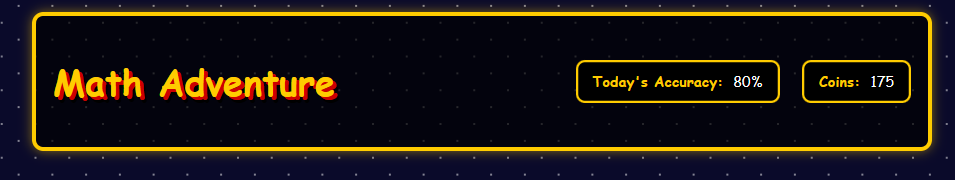 Math Adventure
Today's Accuracy: 80%
Coins: 175